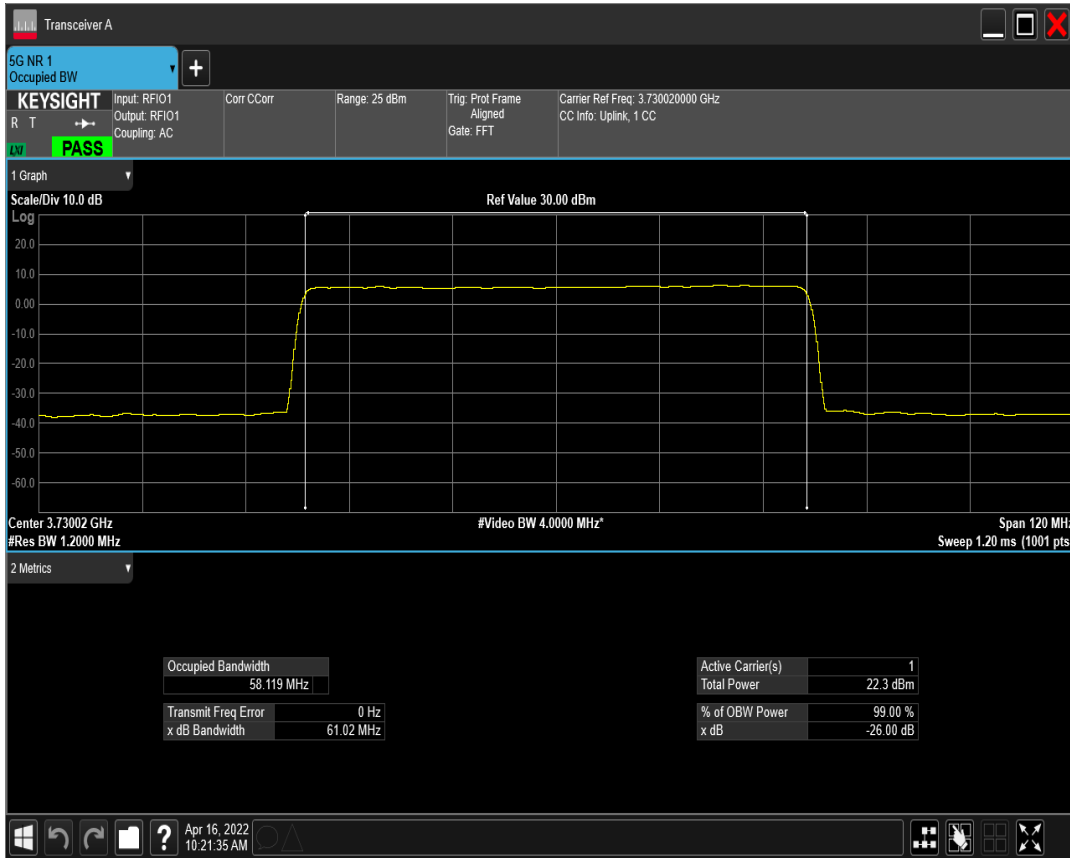 Transceiver A
5G NR 1
Occupied BW
KEYSIGHT
R T
LXI
PASS
Input: RFIO1
Output: RFIO1
Coupling: AC
Corr CCorr
Range: 25 dBm
Trig: Prot Frame
Aligned
Gate: FFT
Carrier Ref Freq: 3.730020000 GHz
CC Info: Uplink, 1 CC
1 Graph
Scale/Div 10.0 dB
Ref Value 30.00 dBm
Log
20.0
10.0
0.00
-10.0
-20.0
-30.0
-40.0
-50.0
-60.0
Center 3.73002 GHz
#Video BW 4.0000 MHz*
Span 120 MHz
#Res BW 1.2000 MHz
Sweep 1.20 ms (1001 pts
2 Metrics
Occupied Bandwidth
58.119 MHz
Transmit Freq Error 0 Hz
x dB Bandwidth 61.02 MHz
Active Carrier(s) 1
Total Power 22.3 dBm
% of OBW Power 99.00 %
x dB -26.00 dB
?
Apr 16, 2022
10:21:35 AM